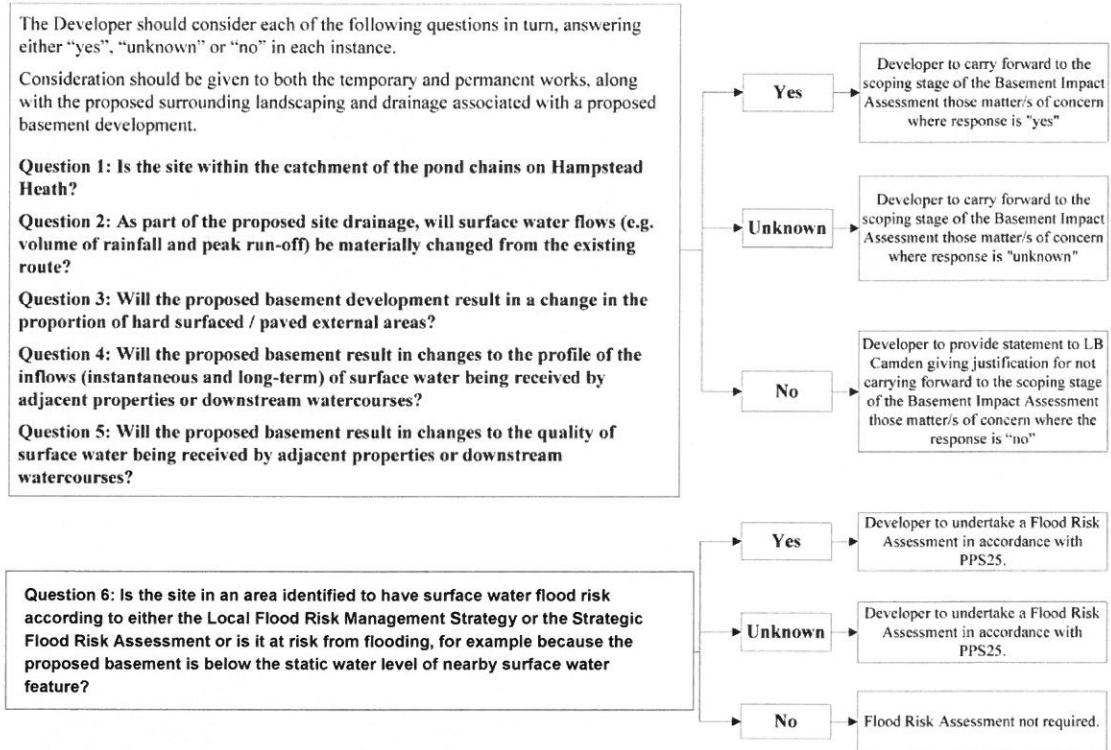 The Developer should consider each of the following questions in turn, answering
either “yes”, “unknown” or “no” in each instance.
Consideration should be given to both the temporary and permanent works, along
with the proposed surrounding landscaping and drainage associated with a proposed
basement development.
Question 1: Is the site within the catchment of the pond chains on Hampstead
Heath?
Question 2: As part of the proposed site drainage, will surface water flows (e.g.
volume of rainfall and peak run-off) be materially changed from the existing
route?
Question 3: Will the proposed basement development result in a change in the
proportion of hard surfaced / paved external areas?
Question 4: Will the proposed basement result in changes to the profile of the
inflows (instantaneous and long-term) of surface water being received by
adjacent properties or downstream watercourses?
Question 5: Will the proposed basement result in changes to the quality of
surface water being received by adjacent properties or downstream
watercourses?
Yes
Developer to carry forward to the
scoping stage of the Basement Impact
Assessment those matter/s of concern
where response is "yes"
Unknown
Developer to carry forward to the
scoping stage of the Basement Impact
Assessment those matter/s of concern
where response is "unknown"
No
Developer to provide statement to LB
Camden giving justification for not
carrying forward to the scoping stage
of the Basement Impact Assessment
those matter/s of concern where the
response is “no”
Question 6: Is the site in an area identified to have surface water flood risk
according to either the Local Flood Risk Management Strategy or the Strategic
Flood Risk Assessment or is it at risk from flooding, for example because the
proposed basement is below the static water level of nearby surface water
feature?
Yes
Developer to undertake a Flood Risk
Assessment in accordance with
PPS25.
Unknown
Developer to undertake a Flood Risk
Assessment in accordance with
PPS25.
No
Flood Risk Assessment not required.